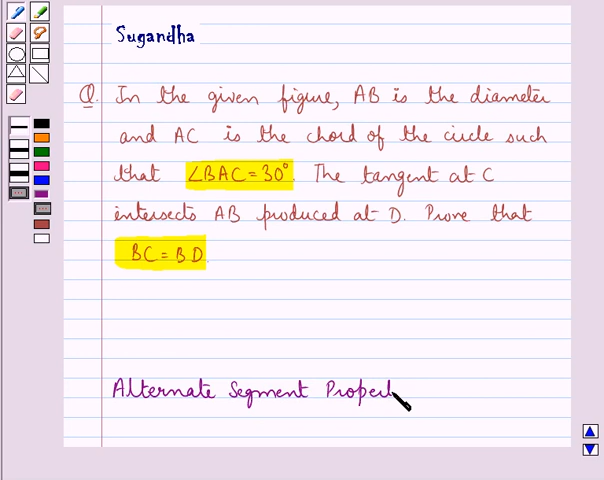 Sugandha
Q. In the given figure, AB is the diameter
and AC is the chord of the circle such
that ∠BAC = 30°. The tangent at C
intersects AB produced at D. Prove that
BC = BD.
Alternate Segment Propert